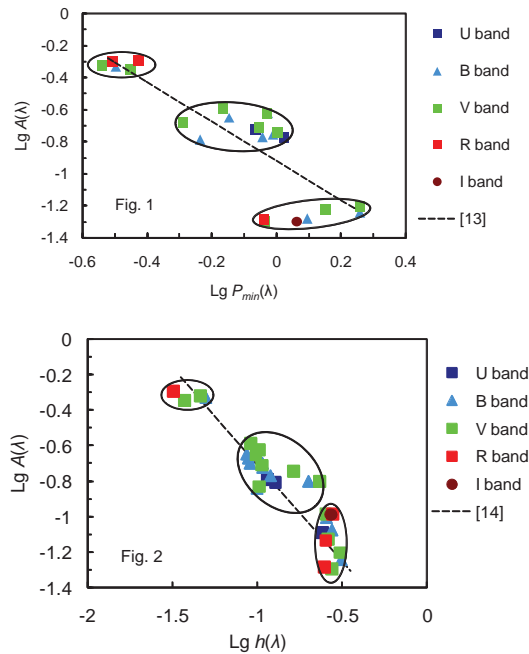 0
-0.2
-0.4
-0.6
-0.8
-1
-1.2
-1.4
Lg A(λ)
Fig. 1
-0.6 -0.4 -0.2 0 0.2 0.4
Lg Pmin(λ)
U band
B band
V band
R band
I band
[13]
0
-0.2
-0.4
-0.6
-0.8
-1
-1.2
-1.4
Lg A(λ)
Fig. 2
-2 -1.5 -1 -0.5 0
Lg h(λ)
U band
B band
V band
R band
I band
[14]